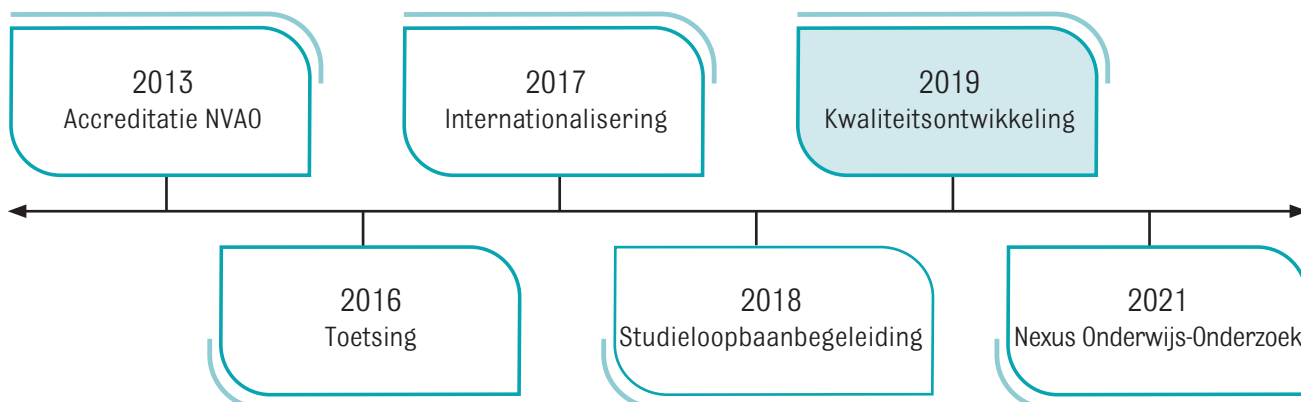 2013
Accreditatie NVAO
2017
Internationalisering
2019
Kwaliteitsontwikkeling
2016
Toetsing
2018
Studieloopbaanbegeleiding
2021
Nexus Onderwijs-Onderzoek